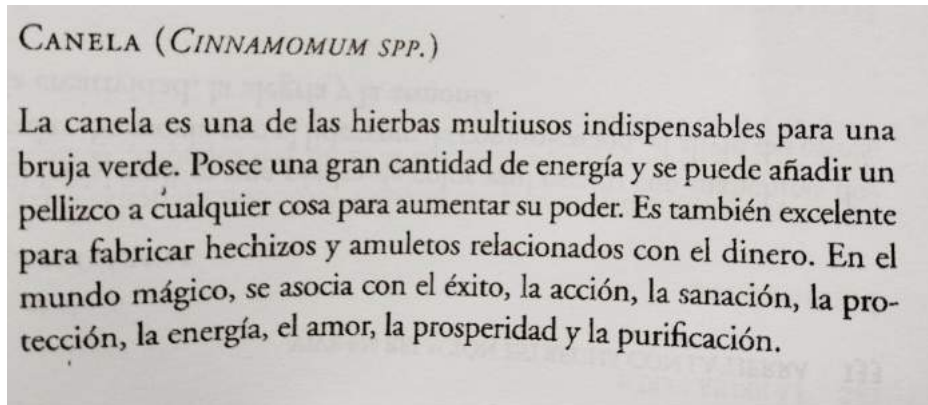 CANELA (CINNAMOMUM SPP.)
La canela es una de las hierbas multiusos indispensables para una
bruja verde. Posee una gran cantidad de energía y se puede añadir un
pellizco a cualquier cosa para aumentar su poder. Es también excelente
para fabricar hechizos y amuletos relacionados con el dinero. En el
mundo mágico, se asocia con el éxito, la acción, la sanación, la pro-
tección, la energía, el amor, la prosperidad y la purificación.